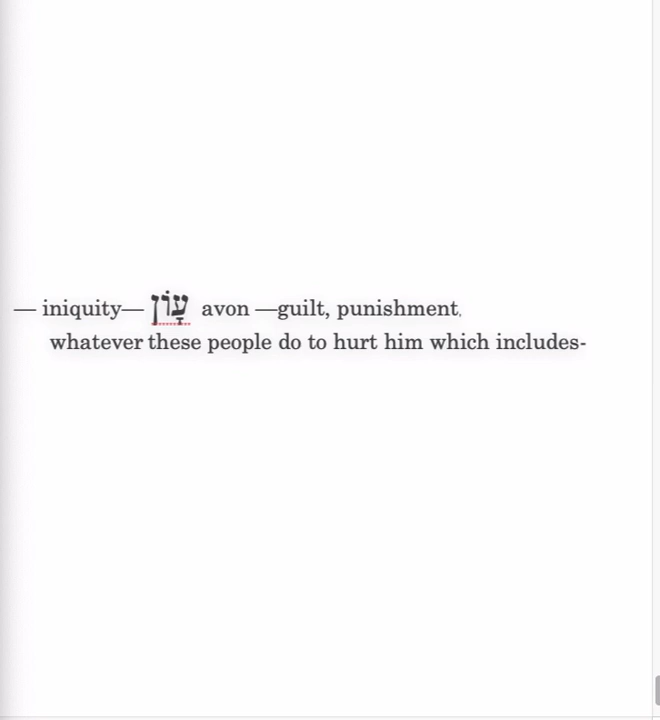 — iniquity— עָוֹן avon —guilt, punishment,
whatever these people do to hurt him which includes-